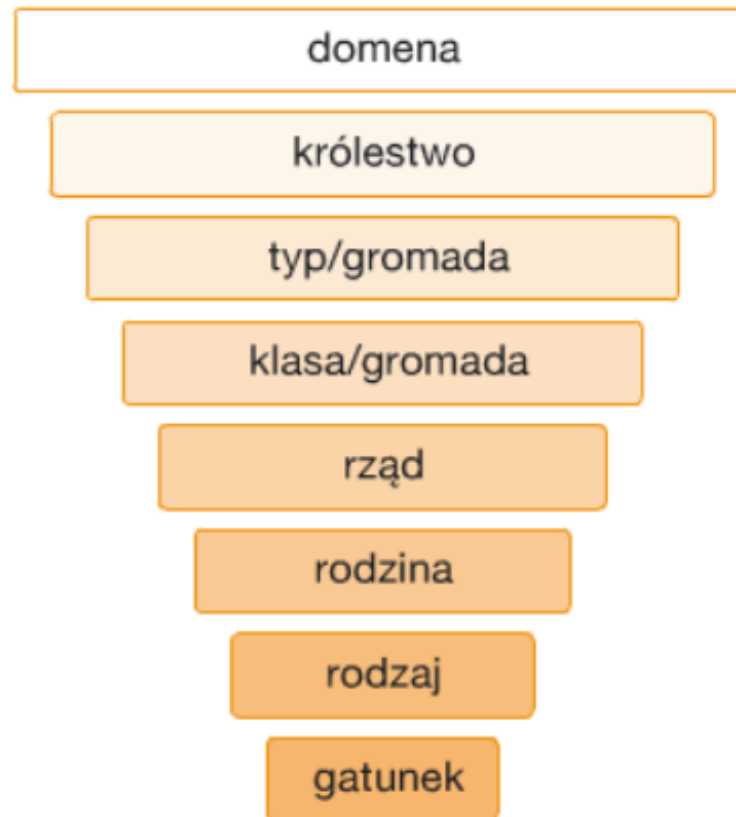 domena
królestwo
typ/gromada
klasa/gromada
rząd
rodzina
rodzaj
gatunek